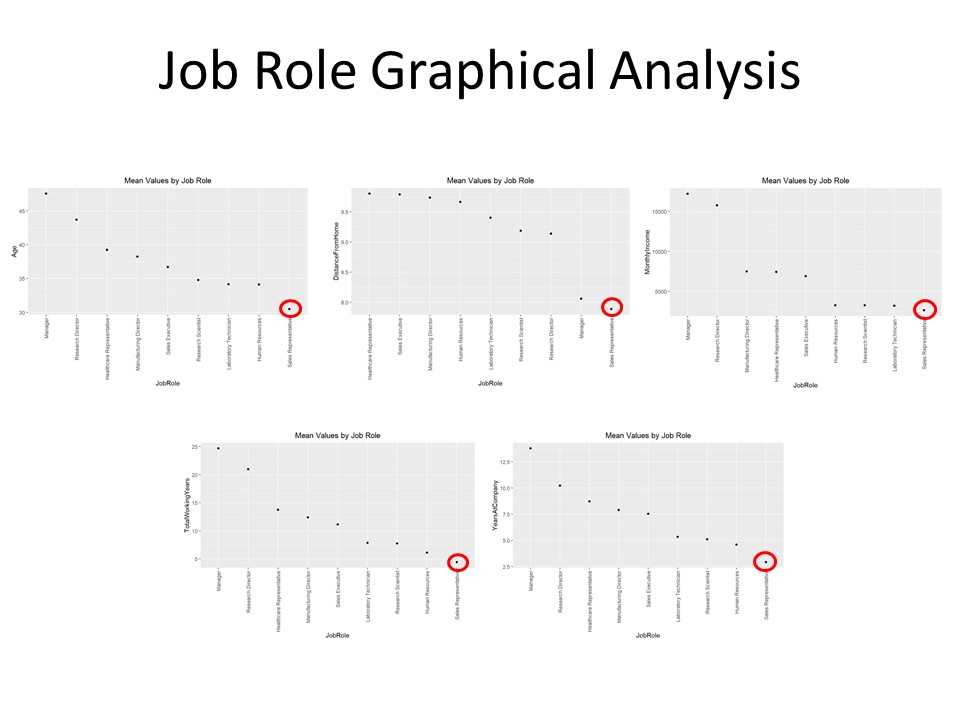 Job Role Graphical Analysis
Mean Values by Job Role
Age
45
40
35
30
Manager
Research Director
Healthcare Representative
Manufacturing Director
Sales Executive
Research Scientist
Laboratory Technician
Human Resources
Sales Representative
JobRole
Mean Values by Job Role
DistanceFromHome
9.5
9.0
8.5
8.0
Healthcare Representative
Sales Executive
Manufacturing Director
Human Resources
Laboratory Technician
Research Scientist
Research Director
Manager
Sales Representative
JobRole
Mean Values by Job Role
MonthlyIncome
15000
10000
5000
Manager
Research Director
Manufacturing Director
Healthcare Representative
Sales Executive
Human Resources
Research Scientist
Laboratory Technician
Sales Representative
JobRole
Mean Values by Job Role
TotalWorkingYears
25
20
15
10
5
Manager
Research Director
Healthcare Representative
Manufacturing Director
Sales Executive
Laboratory Technician
Research Scientist
Human Resources
Sales Representative
JobRole
Mean Values by Job Role
YearsAtCompany
12.5
10.0
7.5
5.0
2.5
Manager
Research Director
Healthcare Representative
Manufacturing Director
Sales Executive
Laboratory Technician
Research Scientist
Human Resources
Sales Representative
JobRole